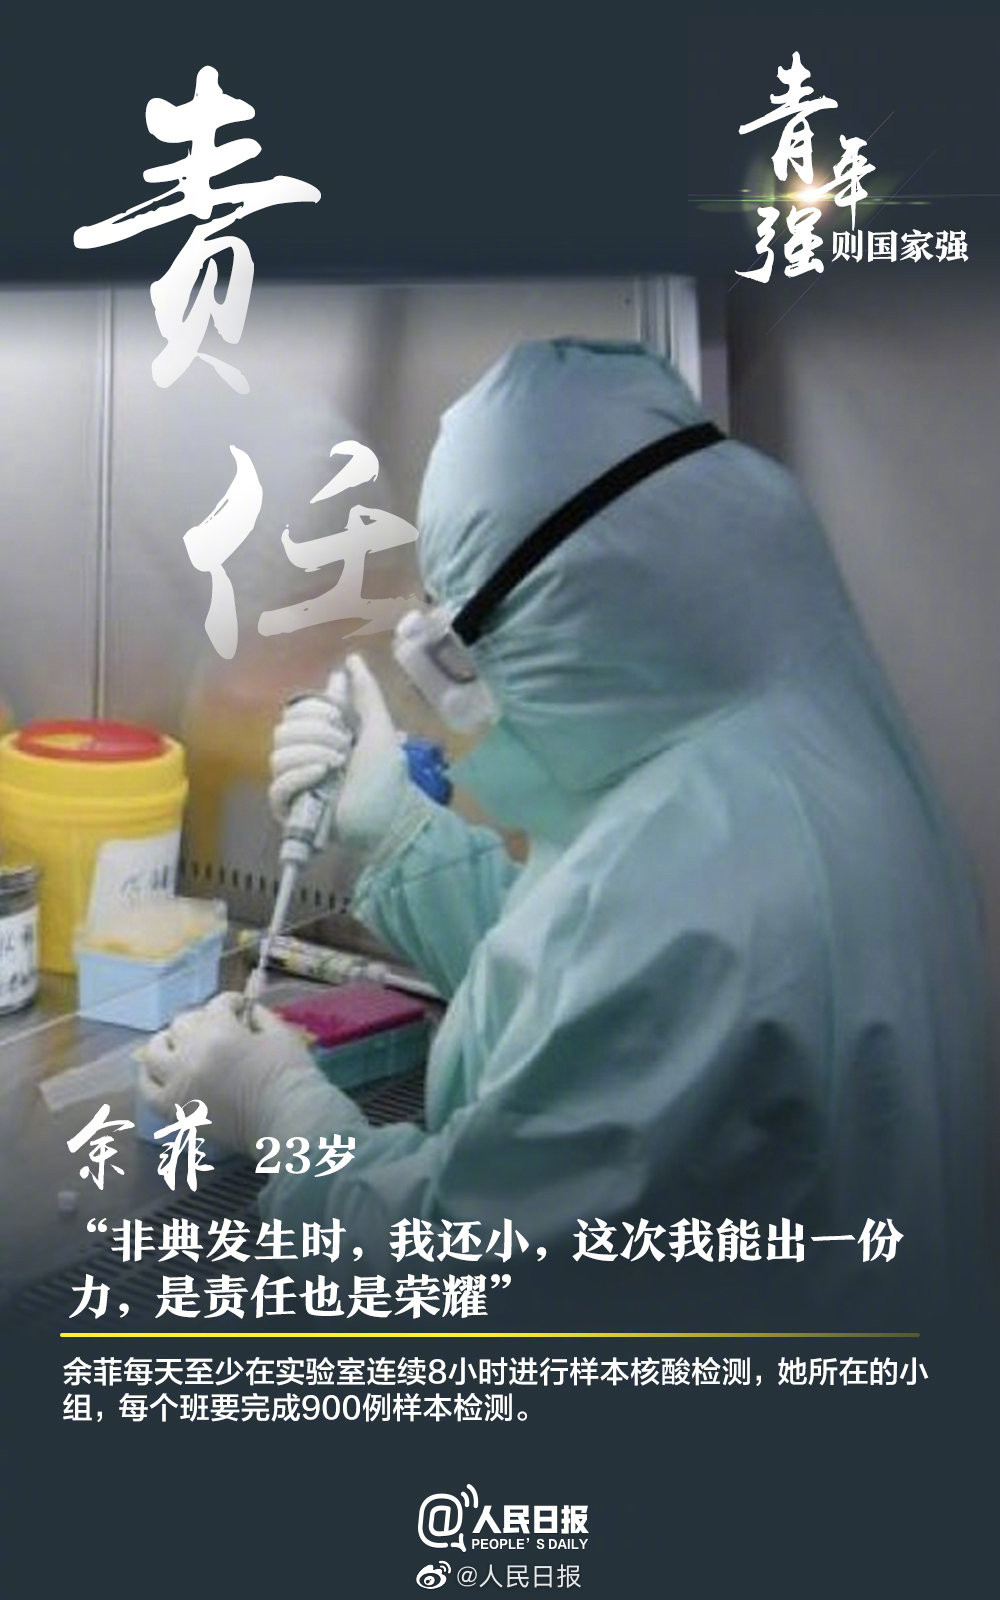 责任
青年强则国家强
余菲 23岁
“非典发生时，我还小，这次我能出一份
力，是责任也是荣耀”
余菲每天至少在实验室连续8小时进行样本核酸检测，她所在的小
组，每个班要完成900例样本检测。
@人民日报
PEOPLE'S DAILY
@人民日报